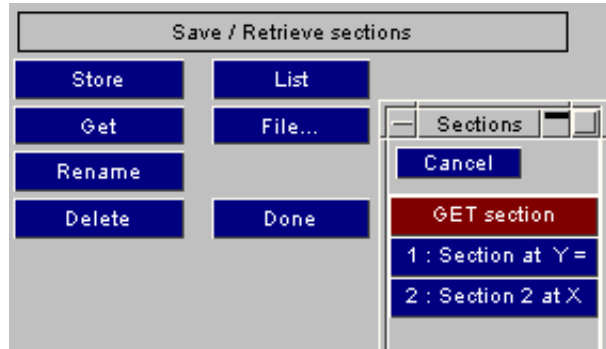 Save / Retrieve sections
Store
List
Get
File...
Rename
Delete
Done
Sections
Cancel
GET section
1 : Section at Y =
2 : Section 2 at X